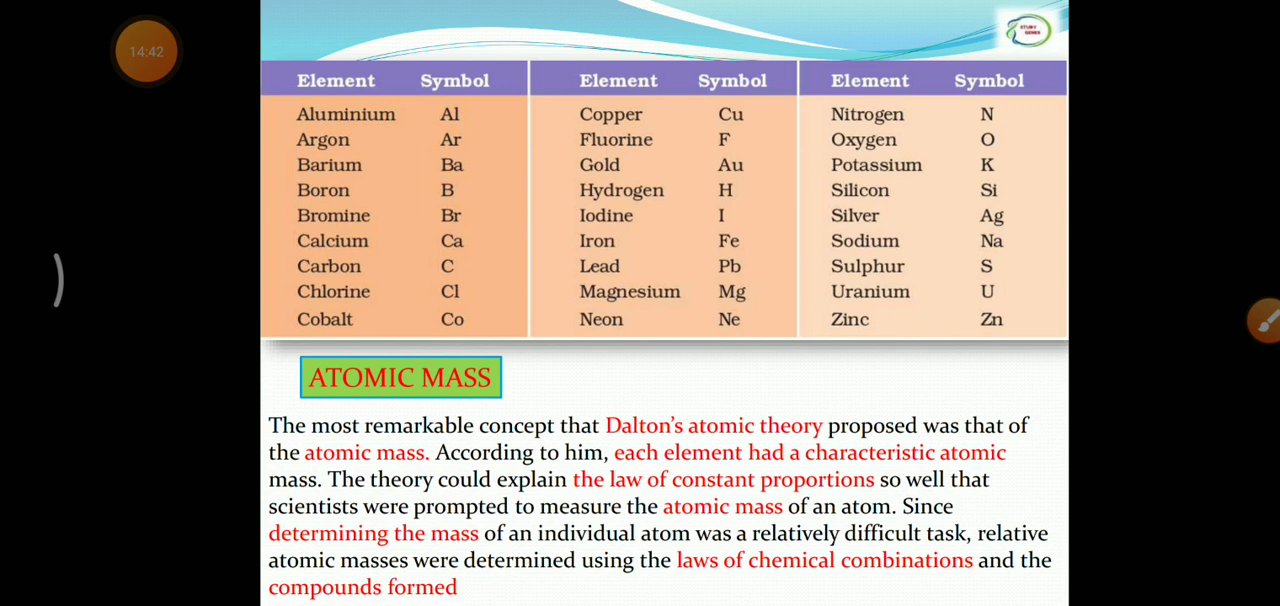 14:42
STUDY
GENES
Element Symbol Element Symbol Element Symbol
Aluminium Al Copper Cu Nitrogen N
Argon Ar Fluorine F Oxygen O
Barium Ba Gold Au Potassium K
Boron B Hydrogen H Silicon Si
Bromine Br Iodine I Silver Ag
Calcium Ca Iron Fe Sodium Na
Carbon C Lead Pb Sulphur S
Chlorine Cl Magnesium Mg Uranium U
Cobalt Co Neon Ne Zinc Zn
ATOMIC MASS
The most remarkable concept that Dalton's atomic theory proposed was that of
the atomic mass. According to him, each element had a characteristic atomic
mass. The theory could explain the law of constant proportions so well that
scientists were prompted to measure the atomic mass of an atom. Since
determining the mass of an individual atom was a relatively difficult task, relative
atomic masses were determined using the laws of chemical combinations and the
compounds formed